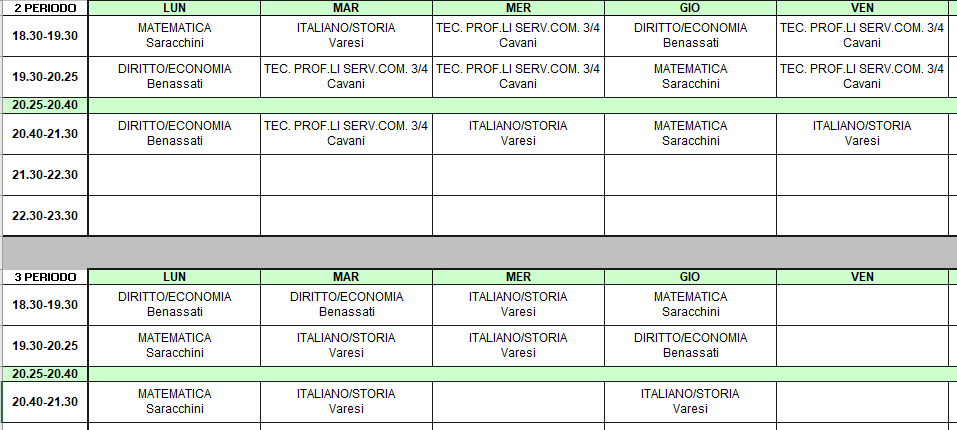 2 PERIODO LUN MAR MER GIO VEN
18.30-19.30 MATEMATICA ITALIANO/STORIA TEC. PROF.LI SERV.COM. 3/4 DIRITTO/ECONOMIA TEC. PROF.LI SERV.COM. 3/4
Saracchini Varesi Cavani Benassati Cavani
19.30-20.25 DIRITTO/ECONOMIA TEC. PROF.LI SERV.COM. 3/4 TEC. PROF.LI SERV.COM. 3/4 MATEMATICA TEC. PROF.LI SERV.COM. 3/4
Benassati Cavani Cavani Saracchini Cavani
20.25-20.40
20.40-21.30 DIRITTO/ECONOMIA TEC. PROF.LI SERV.COM. 3/4 ITALIANO/STORIA MATEMATICA ITALIANO/STORIA
Benassati Cavani Varesi Saracchini Varesi
21.30-22.30
22.30-23.30
3 PERIODO LUN MAR MER GIO VEN
18.30-19.30 DIRITTO/ECONOMIA DIRITTO/ECONOMIA ITALIANO/STORIA MATEMATICA
Benassati Benassati Varesi Saracchini
19.30-20.25 MATEMATICA ITALIANO/STORIA ITALIANO/STORIA DIRITTO/ECONOMIA
Saracchini Varesi Varesi Benassati
20.25-20.40
20.40-21.30 MATEMATICA ITALIANO/STORIA ITALIANO/STORIA
Saracchini Varesi Varesi